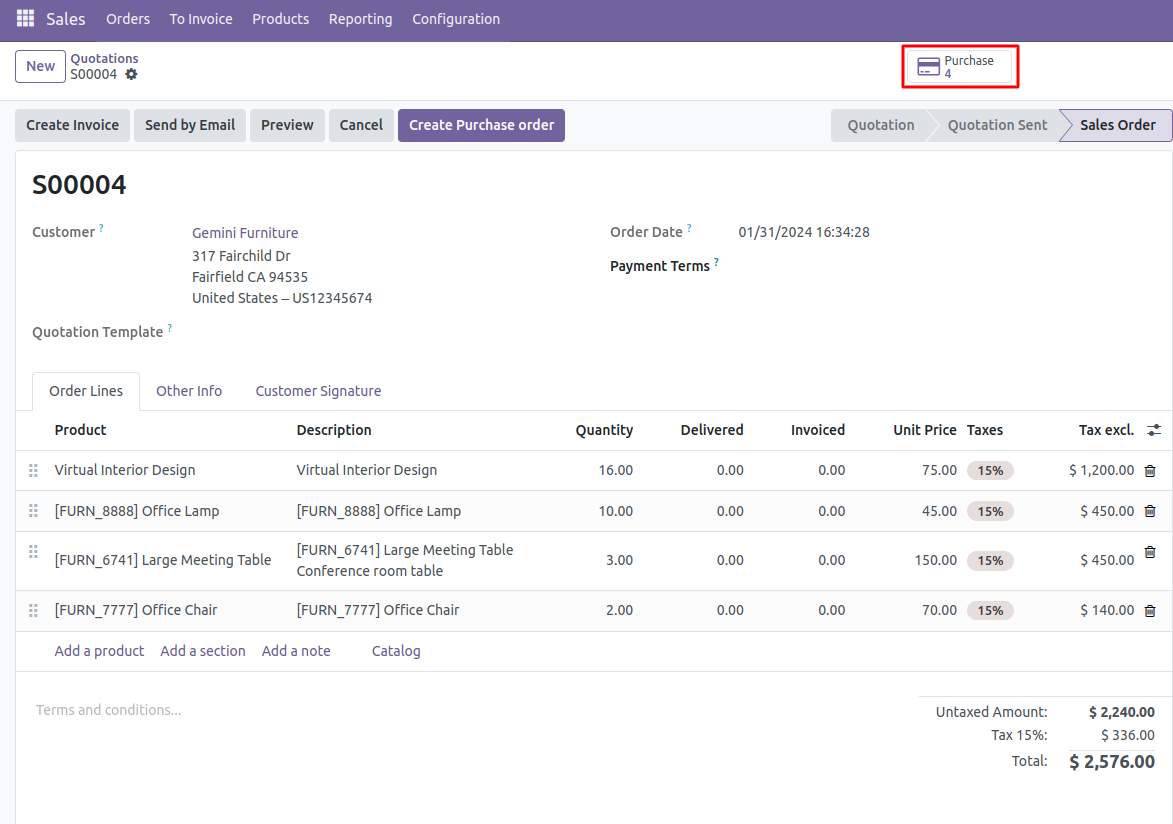 Sales Orders To Invoice Products Reporting Configuration
New Quotations
S00004
Purchase
4
Create Invoice Send by Email Preview Cancel Create Purchase order Quotation Quotation Sent Sales Order
S00004
Customer ? Gemini Furniture Order Date ? 01/31/2024 16:34:28
317 Fairchild Dr
Fairfield CA 94535 Payment Terms ?
United States – US12345674
Quotation Template ?
Order Lines Other Info Customer Signature
Product Description Quantity Delivered Invoiced Unit Price Taxes Tax excl.
Virtual Interior Design Virtual Interior Design 16.00 0.00 0.00 75.00 15% $ 1,200.00
[FURN_8888] Office Lamp [FURN_8888] Office Lamp 10.00 0.00 0.00 45.00 15% $ 450.00
[FURN_6741] Large Meeting Table [FURN_6741] Large Meeting Table
Conference room table 3.00 0.00 0.00 150.00 15% $ 450.00
[FURN_7777] Office Chair [FURN_7777] Office Chair 2.00 0.00 0.00 70.00 15% $ 140.00
Add a product Add a section Add a note Catalog
Terms and conditions...
Untaxed Amount: $ 2,240.00
Tax 15%: $ 336.00
Total: $ 2,576.00